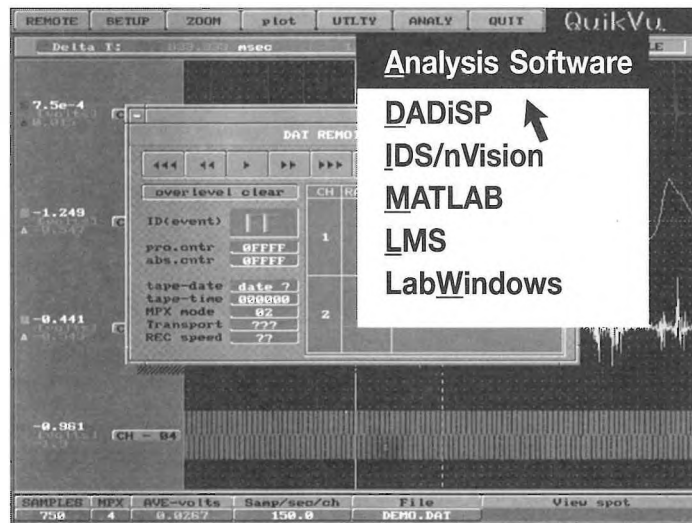 REMOTE SETUP ZOOM plot UTLTY ANALY QUIT QuikVu
Delta T: msec
Analysis Software
DADiSP
IDS/nVision
MATLAB
LMS
LabWindows
7.5e-4
DAT REMO
overlevel clear CH
-1.249
ID(event)
1
pro.cntr 0FFFF
abs.cntr 0FFFF
tape-date date ?
tape-time 000000
MPX mode 02
2
-0.441
Transport ???
REC speed ??
-0.961
CH - 04
SAMPLES MPX AVE-volts Samp/sec/ch File View spot
750 4 0.0267 150.0 DEMO.DAT